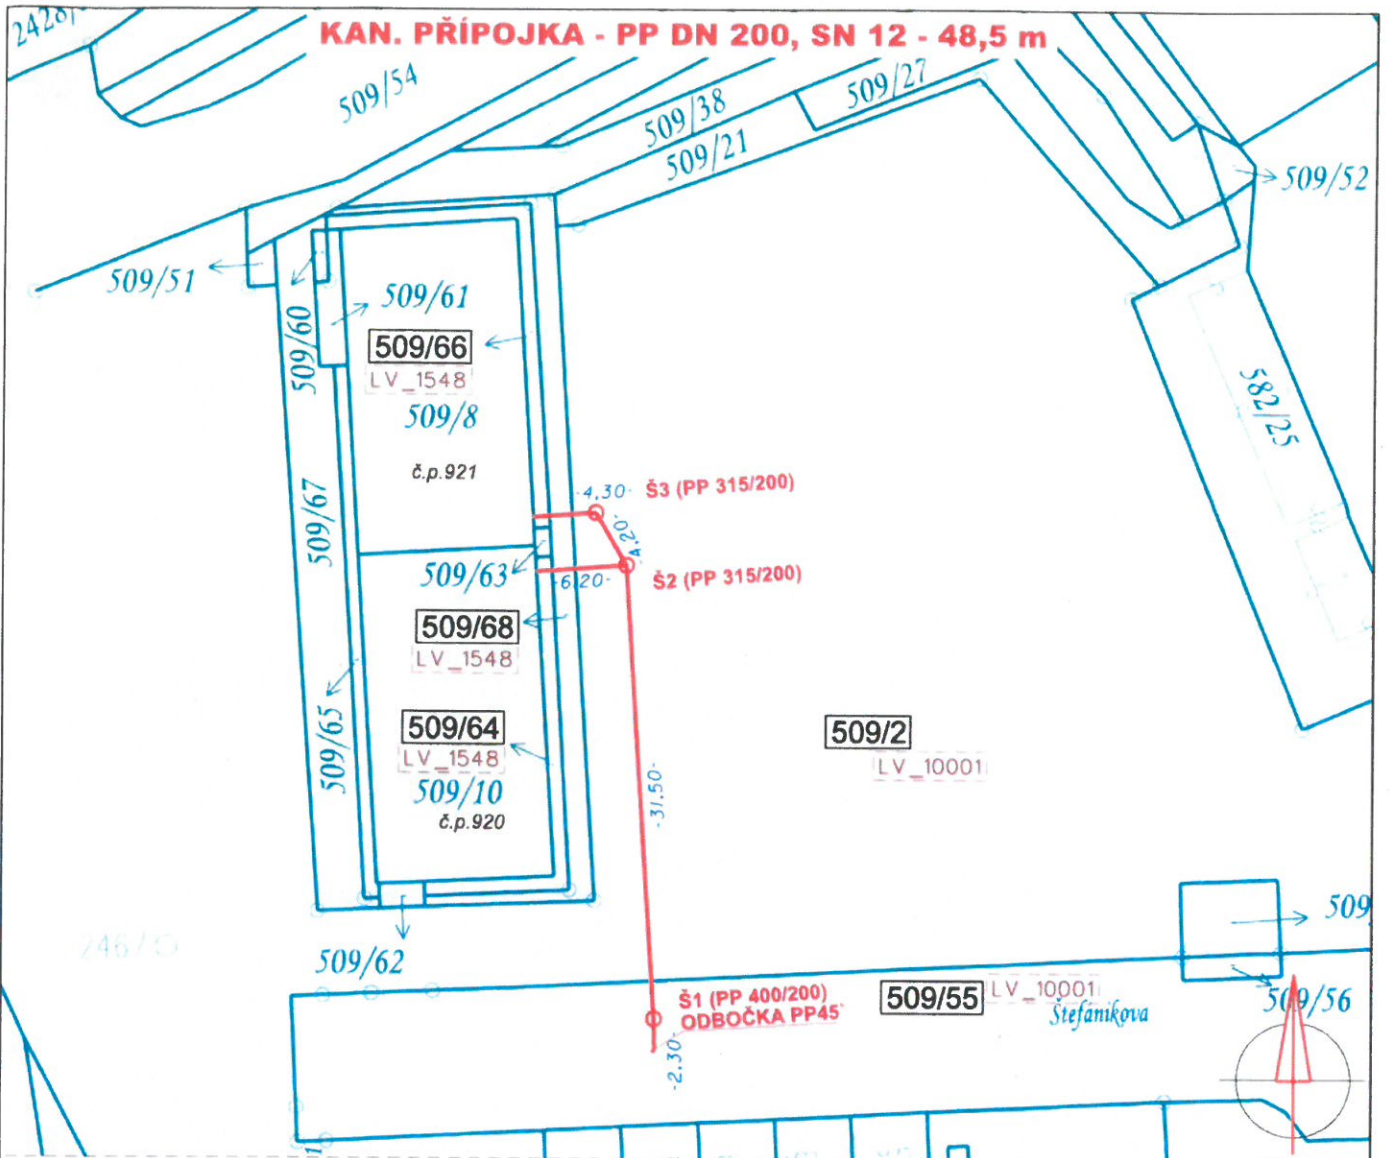 KAN. PŘÍPOJKA - PP DN 200, SN 12 - 48,5 m
509/54
509/38
509/27
509/21
509/52
509/51
509/60
509/61
509/66
LV_1548
509/8
č.p.921
582/25
509/67
-4,30-
Š3 (PP 315/200)
-4,20-
509/63
-6,20-
Š2 (PP 315/200)
509/68
LV_1548
509/65
509/64
LV_1548
509/10
č.p.920
509/2
LV_10001
-31,50-
509/62
Š1 (PP 400/200)
ODBOČKA PP45°
509/55
LV_10001
Štefánikova
509
509/56
-2,30-